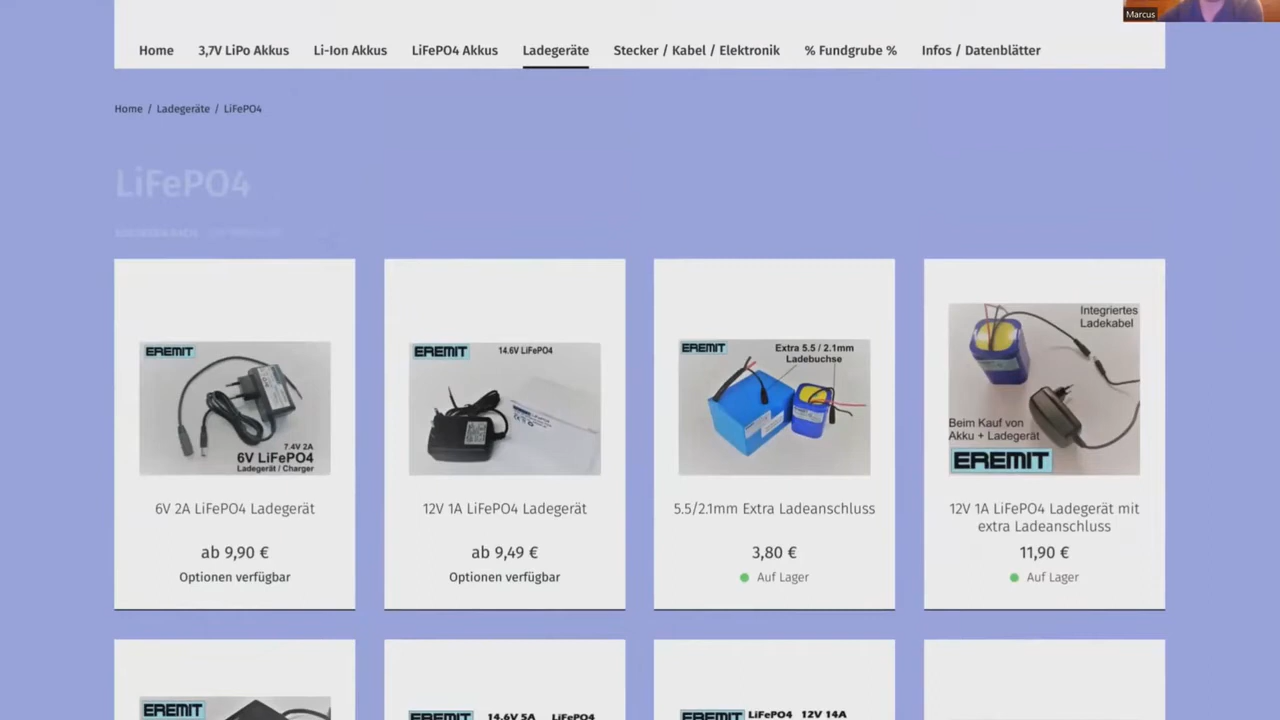 Marcus
Home
3,7V LiPo Akkus
Li-Ion Akkus
LiFePO4 Akkus
Ladegeräte
Stecker / Kabel / Elektronik
% Fundgrube %
Infos / Datenblätter
Home / Ladegeräte / LiFePO4
LiFePO4
EREMIT
7.4V 2A
6V LiFePO4
Ladegerät / Charger
6V 2A LiFePO4 Ladegerät
ab 9,90 €
Optionen verfügbar
EREMIT
14.6V LiFePO4
12V 1A LiFePO4 Ladegerät
ab 9,49 €
Optionen verfügbar
EREMIT
Extra 5.5 / 2.1mm
Ladebuchse
5.5/2.1mm Extra Ladeanschluss
3,80 €
Auf Lager
Integriertes
Ladekabel
Beim Kauf von
Akku + Ladegerät
EREMIT
12V 1A LiFePO4 Ladegerät mit
extra Ladeanschluss
11,90 €
Auf Lager
EREMIT
EREMIT
14.6V 5A LiFePO4
EREMIT
LiFePO4 12V 14A